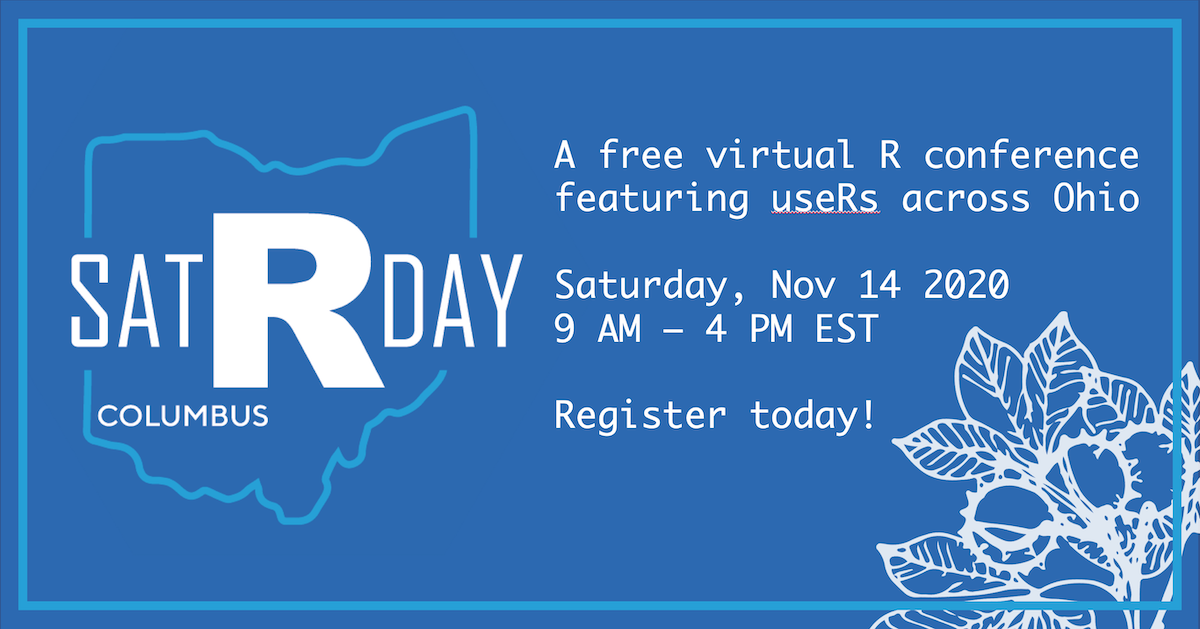 SATRDAY
COLUMBUS
A free virtual R conference
featuring useRs across Ohio
Saturday, Nov 14 2020
9 AM – 4 PM EST
Register today!